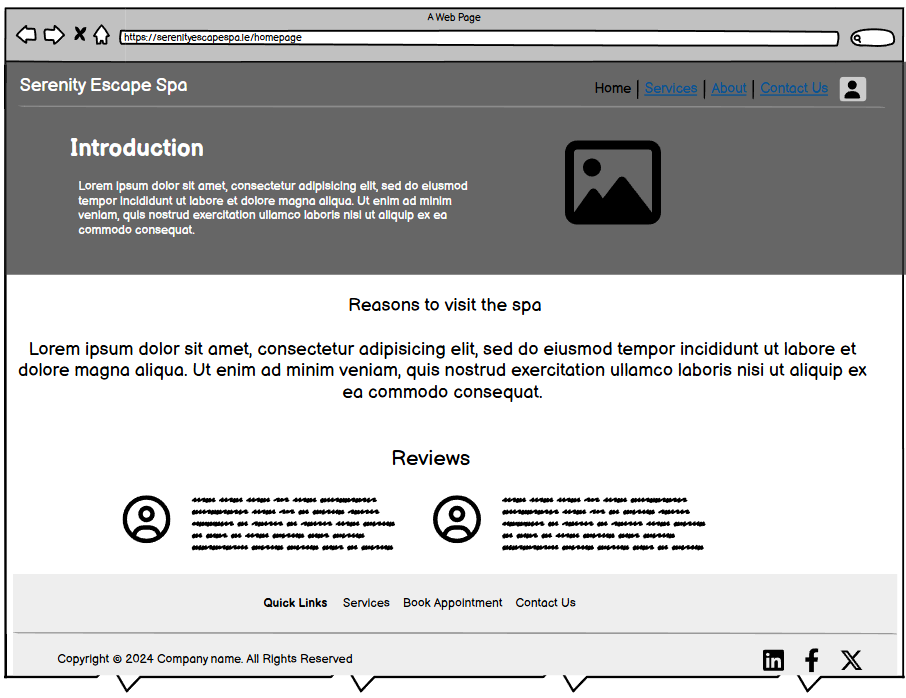 A Web Page
https://serenityescapespa.ie/homepage
Serenity Escape Spa
Home | Services | About | Contact Us
Introduction
Lorem ipsum dolor sit amet, consectetur adipisicing elit, sed do eiusmod
tempor incididunt ut labore et dolore magna aliqua. Ut enim ad minim
veniam, quis nostrud exercitation ullamco laboris nisi ut aliquip ex ea
commodo consequat.
Reasons to visit the spa
Lorem ipsum dolor sit amet, consectetur adipisicing elit, sed do eiusmod tempor incididunt ut labore et
dolore magna aliqua. Ut enim ad minim veniam, quis nostrud exercitation ullamco laboris nisi ut aliquip ex
ea commodo consequat.
Reviews
Quick Links Services Book Appointment Contact Us
Copyright © 2024 Company name. All Rights Reserved